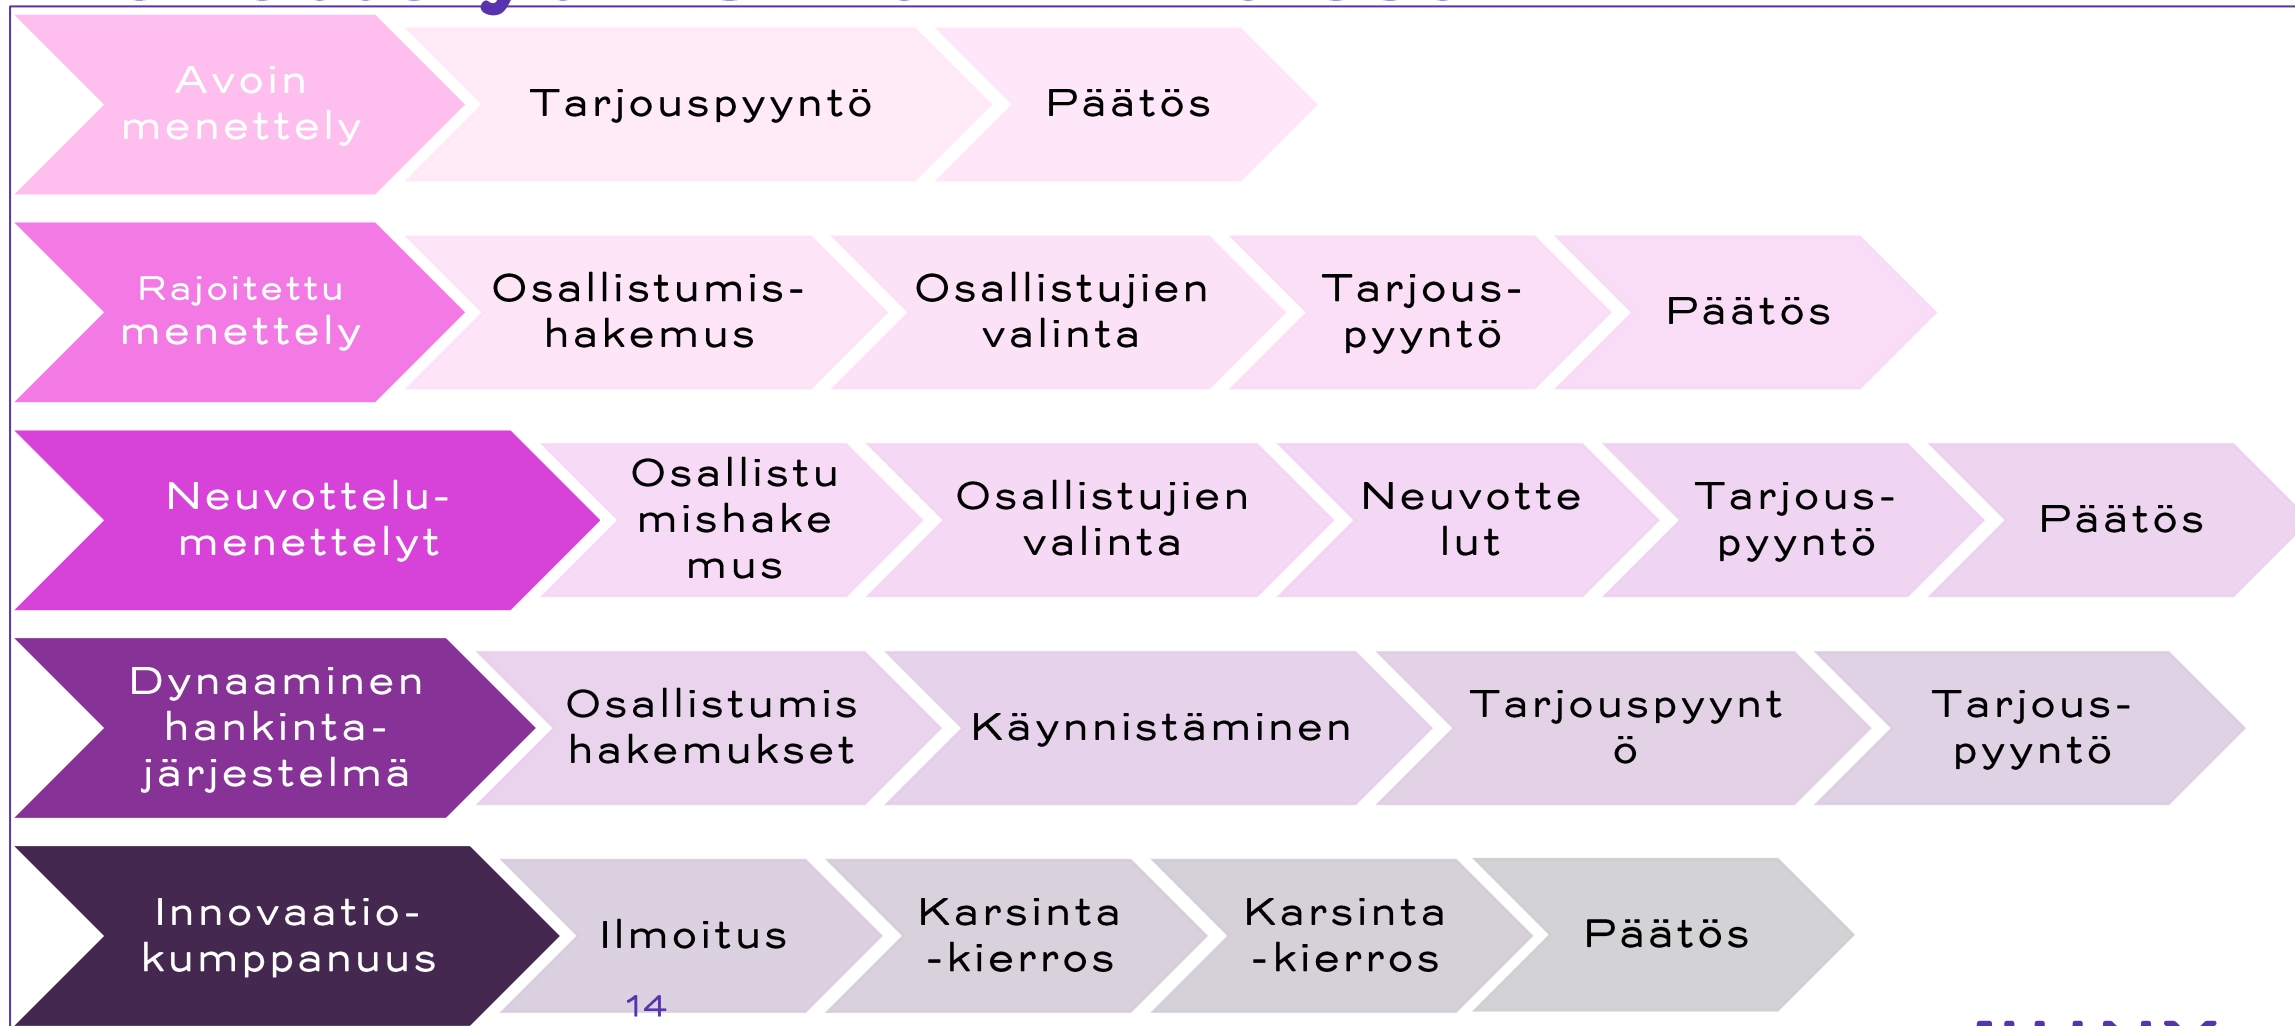 Avoin
menettely
Tarjouspyyntö
Päätös
Rajoitettu
menettely
Osallistumis-
hakemus
Osallistujien
valinta
Tarjous-
pyyntö
Päätös
Neuvottelu-
menettelyt
Osallistu
mishake
mus
Osallistujien
valinta
Neuvotte
lut
Tarjous-
pyyntö
Päätös
Dynaaminen
hankinta-
järjestelmä
Osallistumis
hakemukset
Käynnistäminen
Tarjouspyynt
ö
Tarjous-
pyyntö
Innovaatio-
kumppanuus
Ilmoitus
Karsinta
-kierros
Karsinta
-kierros
Päätös
14